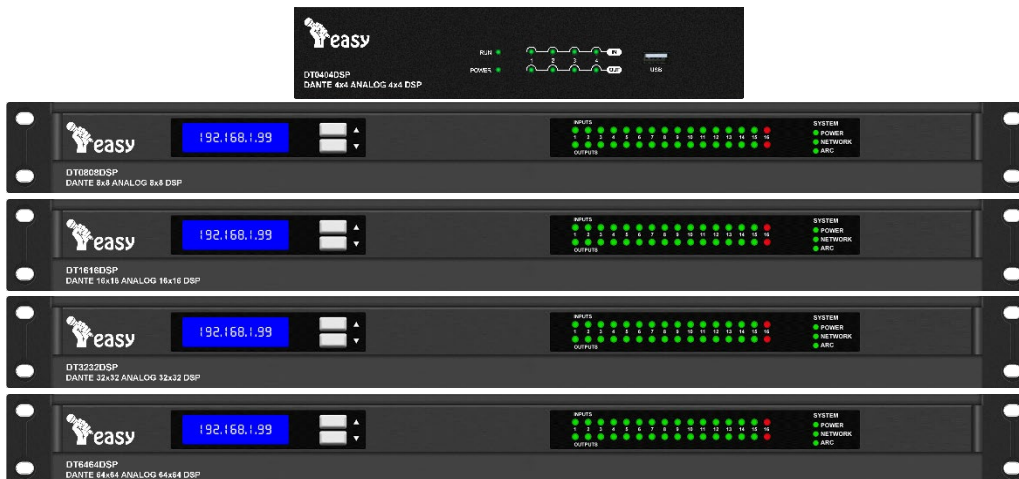 easy
RUN
IN
1 2 3 4
POWER
OUT
USB
DT0404DSP
DANTE 4x4 ANALOG 4x4 DSP
easy
192.168.1.99
INPUTS
1 2 3 4 5 6 7 8 9 10 11 12 13 14 15 16
OUTPUTS
SYSTEM
POWER
NETWORK
ARC
DT0808DSP
DANTE 8x8 ANALOG 8x8 DSP
easy
192.168.1.99
INPUTS
1 2 3 4 5 6 7 8 9 10 11 12 13 14 15 16
OUTPUTS
SYSTEM
POWER
NETWORK
ARC
DT1616DSP
DANTE 16x16 ANALOG 16x16 DSP
easy
192.168.1.99
INPUTS
1 2 3 4 5 6 7 8 9 10 11 12 13 14 15 16
OUTPUTS
SYSTEM
POWER
NETWORK
ARC
DT3232DSP
DANTE 32x32 ANALOG 32x32 DSP
easy
192.168.1.99
INPUTS
1 2 3 4 5 6 7 8 9 10 11 12 13 14 15 16
OUTPUTS
SYSTEM
POWER
NETWORK
ARC
DT6464DSP
DANTE 64x64 ANALOG 64x64 DSP